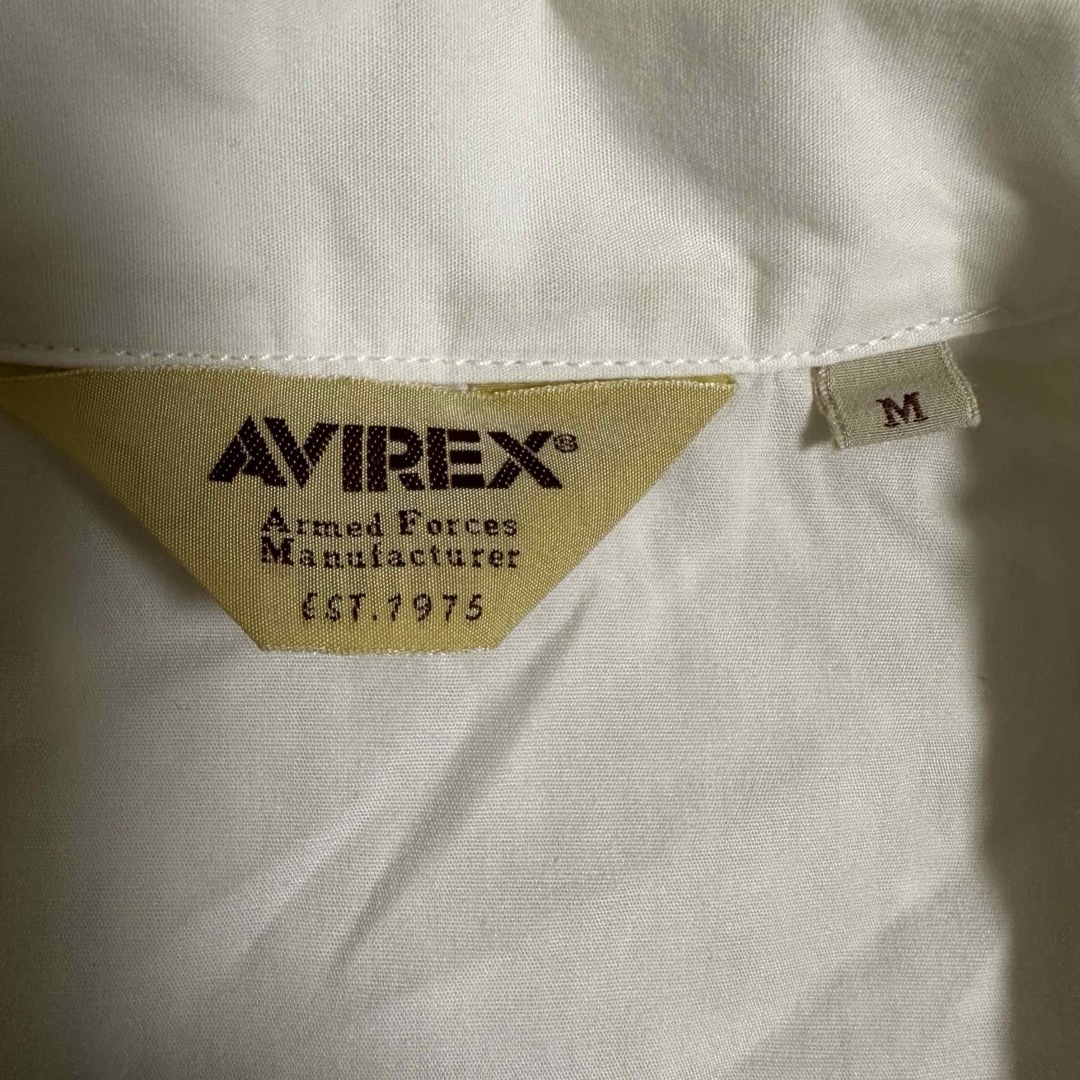 AVIREX®
Armed Forces
Manufacturer
EST.1975
M